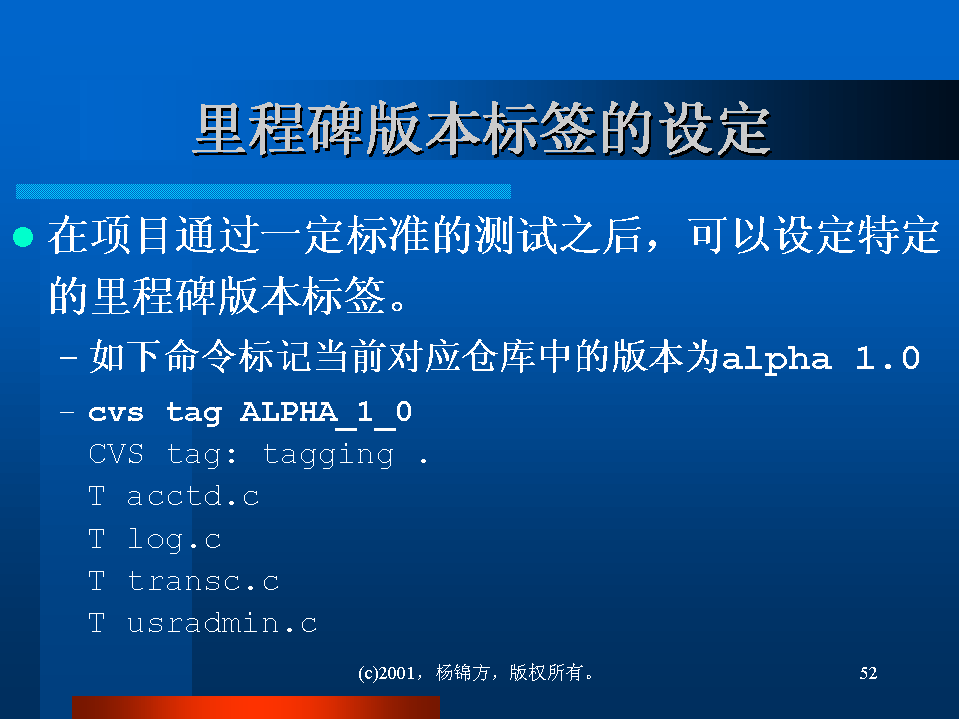 里程碑版本标签的设定
在项目通过一定标准的测试之后，可以设定特定
的里程碑版本标签。
– 如下命令标记当前对应仓库中的版本为alpha 1.0
– cvs tag ALPHA_1_0
CVS tag: tagging .
T acctd.c
T log.c
T transc.c
T usradmin.c
(c)2001，杨锦方，版权所有。
52